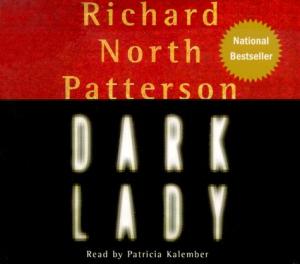 Richard
North
Patterson
National
Bestseller
DARK
LADY
Read by Patricia Kalember